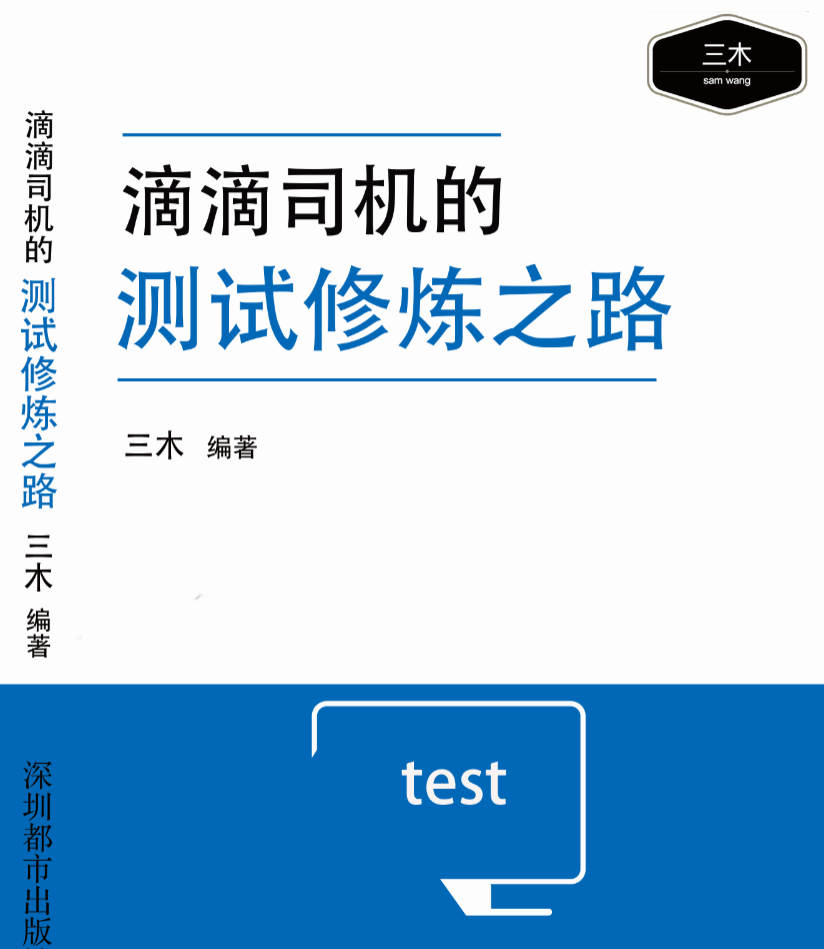 三木
sam wang
滴滴司机的
测试修炼之路
三木 编著
test
滴滴司机的 测试修炼之路 三木 编著
深圳都市出版